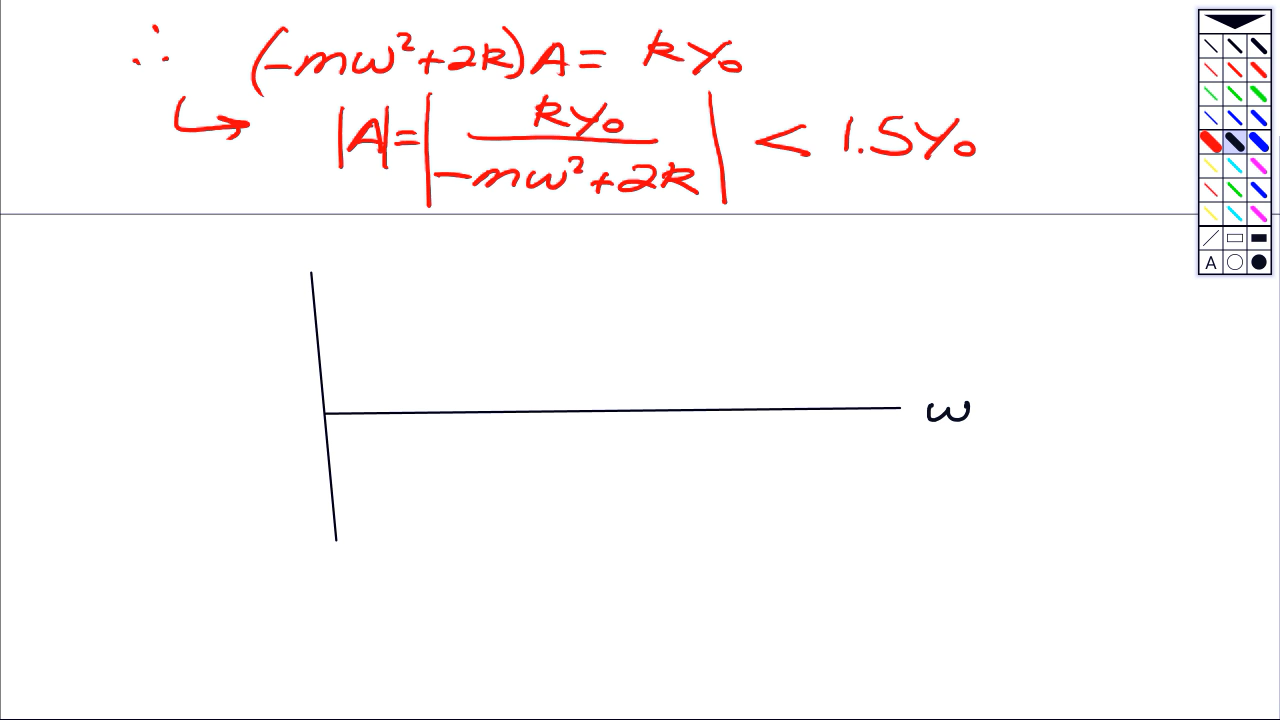 ∴ (-mω²+2k)A = kY₀
↳ |A| = | kY₀ / -mω²+2k | < 1.5Y₀
A
ω